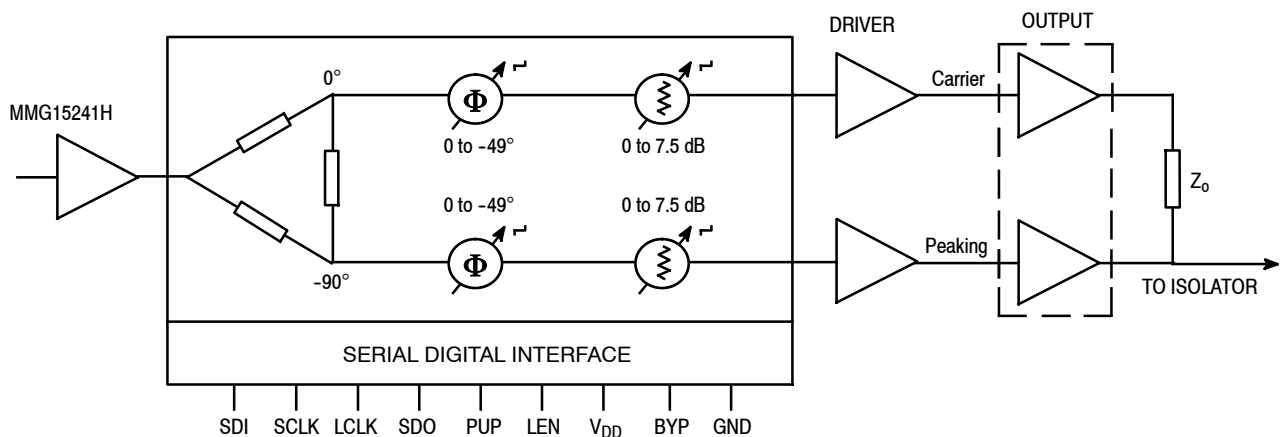 DRIVER
OUTPUT
0°
Carrier
MMG15241H
Φ
0 to -49°
0 to 7.5 dB
Zo
0 to -49°
0 to 7.5 dB
Peaking
Φ
-90°
TO ISOLATOR
SERIAL DIGITAL INTERFACE
SDI SCLK LCLK SDO PUP LEN VDD BYP GND